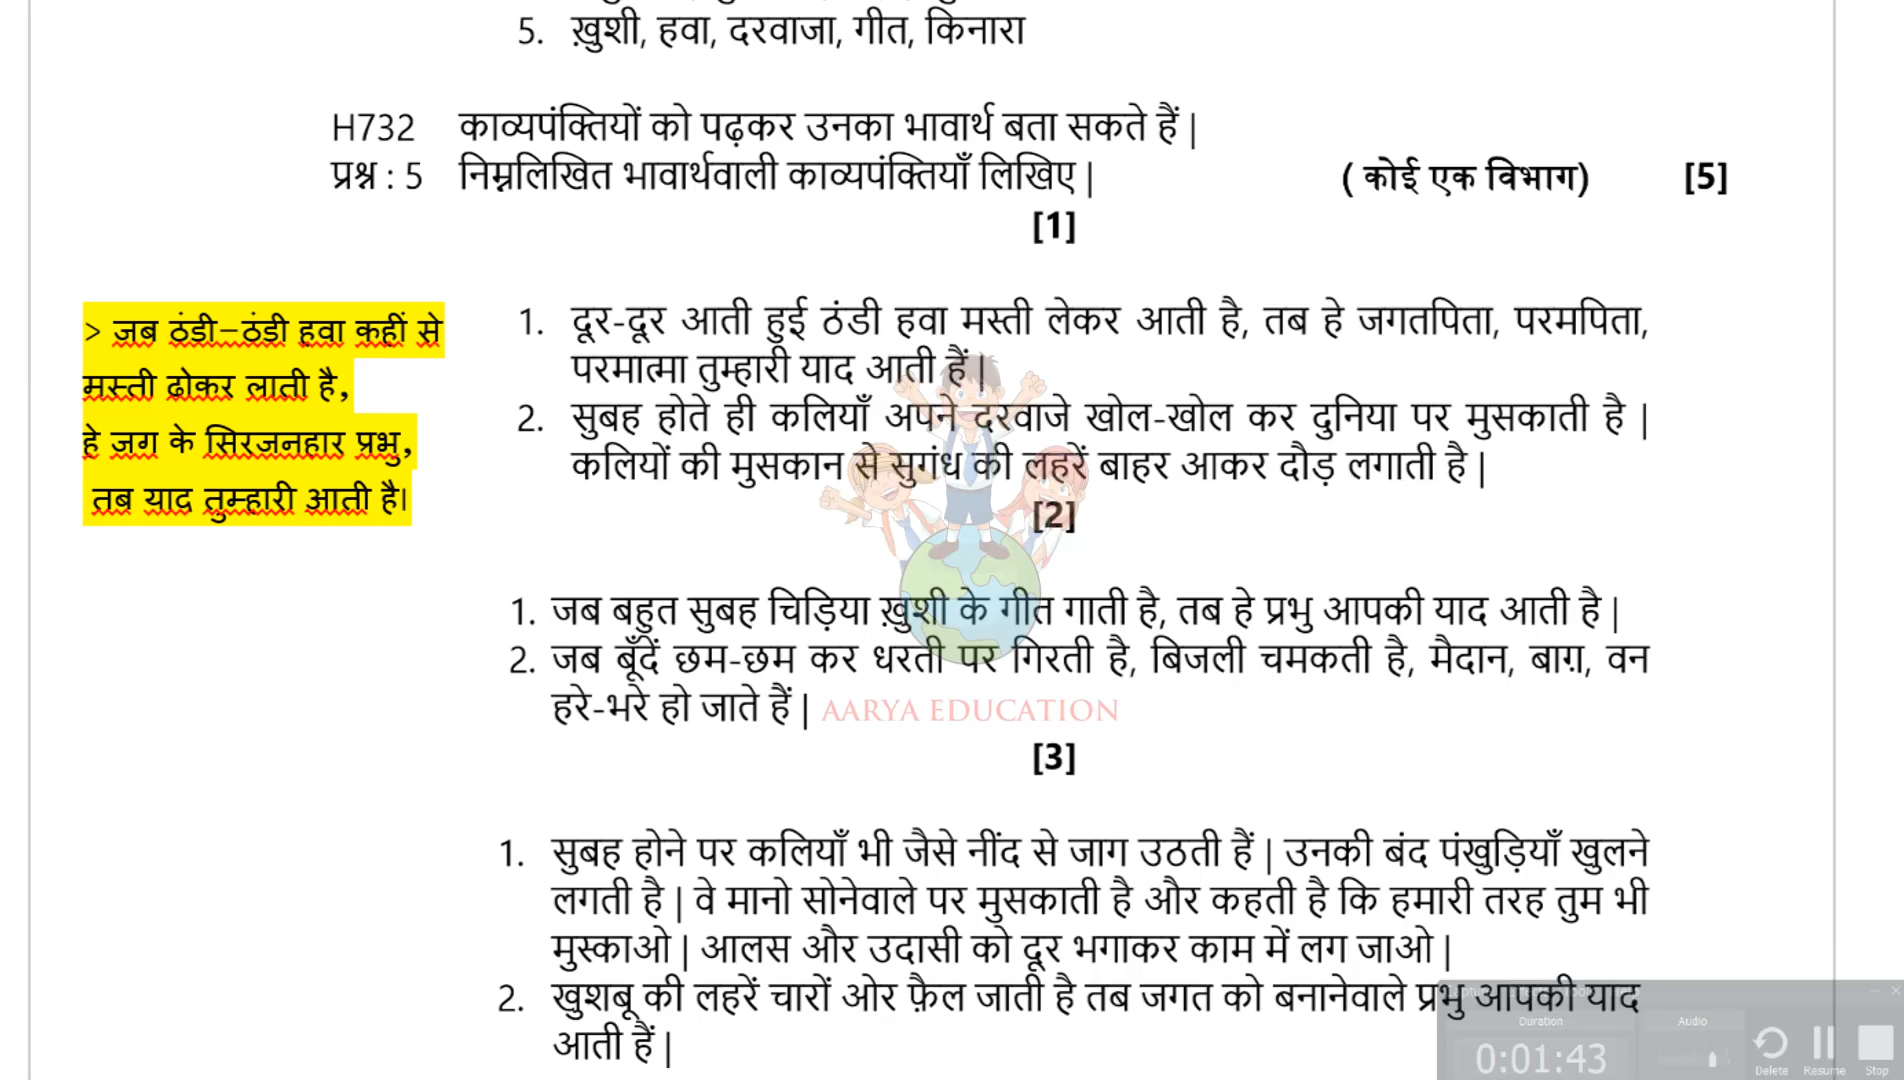 5. ख़ुशी, हवा, दरवाजा, गीत, किनारा
H732 काव्यपंक्तियों को पढ़कर उनका भावार्थ बता सकते हैं |
प्रश्न : 5 निम्नलिखित भावार्थवाली काव्यपंक्तियाँ लिखिए | ( कोई एक विभाग) [5]
[1]
> जब ठंडी–ठंडी हवा कहीं से
मस्ती ढोकर लाती है,
हे जग के सिरजनहार प्रभु,
तब याद तुम्हारी आती है।
1. दूर-दूर आती हुई ठंडी हवा मस्ती लेकर आती है, तब हे जगतपिता, परमपिता,
परमात्मा तुम्हारी याद आती हैं |
2. सुबह होते ही कलियाँ अपने दरवाजे खोल-खोल कर दुनिया पर मुसकाती है |
कलियों की मुसकान से सुगंध की लहरें बाहर आकर दौड़ लगाती है |
[2]
1. जब बहुत सुबह चिड़िया ख़ुशी के गीत गाती है, तब हे प्रभु आपकी याद आती है |
2. जब बूँदें छम-छम कर धरती पर गिरती है, बिजली चमकती है, मैदान, बाग़, वन
हरे-भरे हो जाते हैं |
AARYA EDUCATION
[3]
1. सुबह होने पर कलियाँ भी जैसे नींद से जाग उठती हैं | उनकी बंद पंखुड़ियाँ खुलने
लगती है | वे मानो सोनेवाले पर मुसकाती है और कहती है कि हमारी तरह तुम भी
मुस्काओ | आलस और उदासी को दूर भगाकर काम में लग जाओ |
2. खुशबू की लहरें चारों ओर फ़ैल जाती है तब जगत को बनानेवाले प्रभु आपकी याद
आती हैं |
Duration Audio
0:01:43
Delete Resume Stop